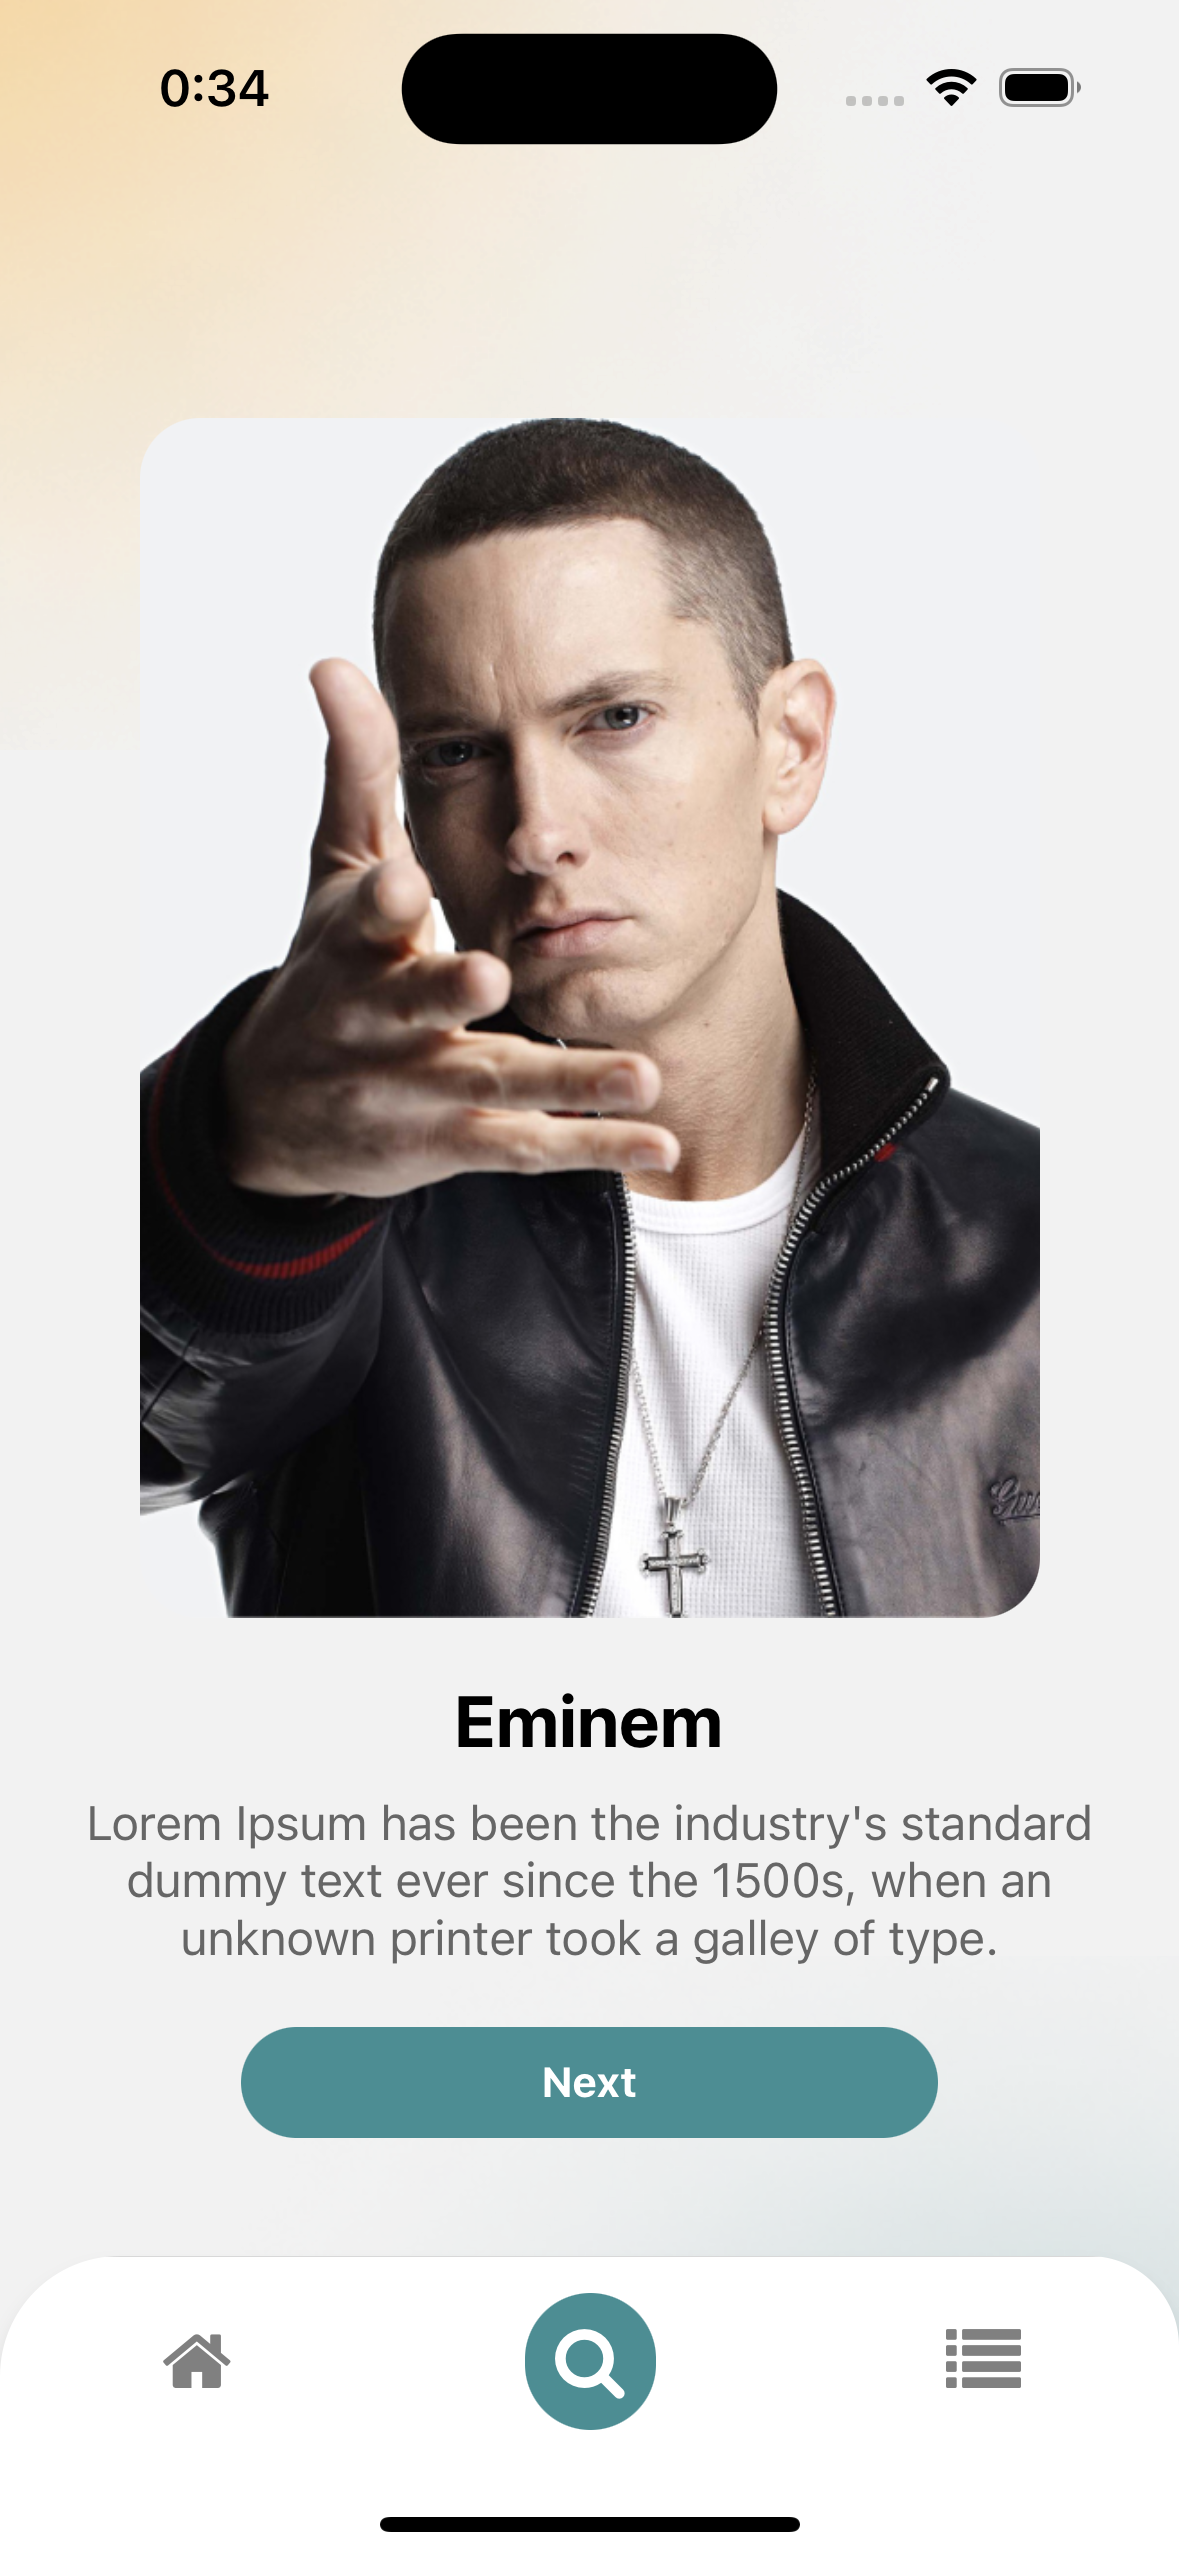 0:34
Eminem
Lorem Ipsum has been the industry's standard
dummy text ever since the 1500s, when an
unknown printer took a galley of type.
Next